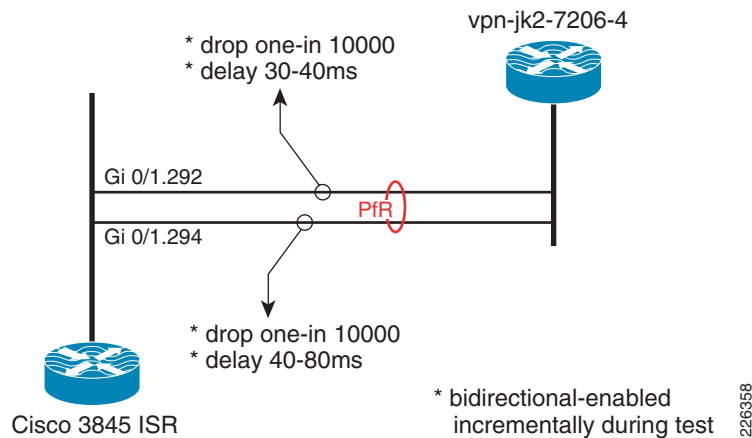 vpn-jk2-7206-4
* drop one-in 10000
* delay 30-40ms
Gi 0/1.292
PfR
Gi 0/1.294
* drop one-in 10000
* delay 40-80ms
Cisco 3845 ISR
* bidirectional-enabled
incrementally during test
226358